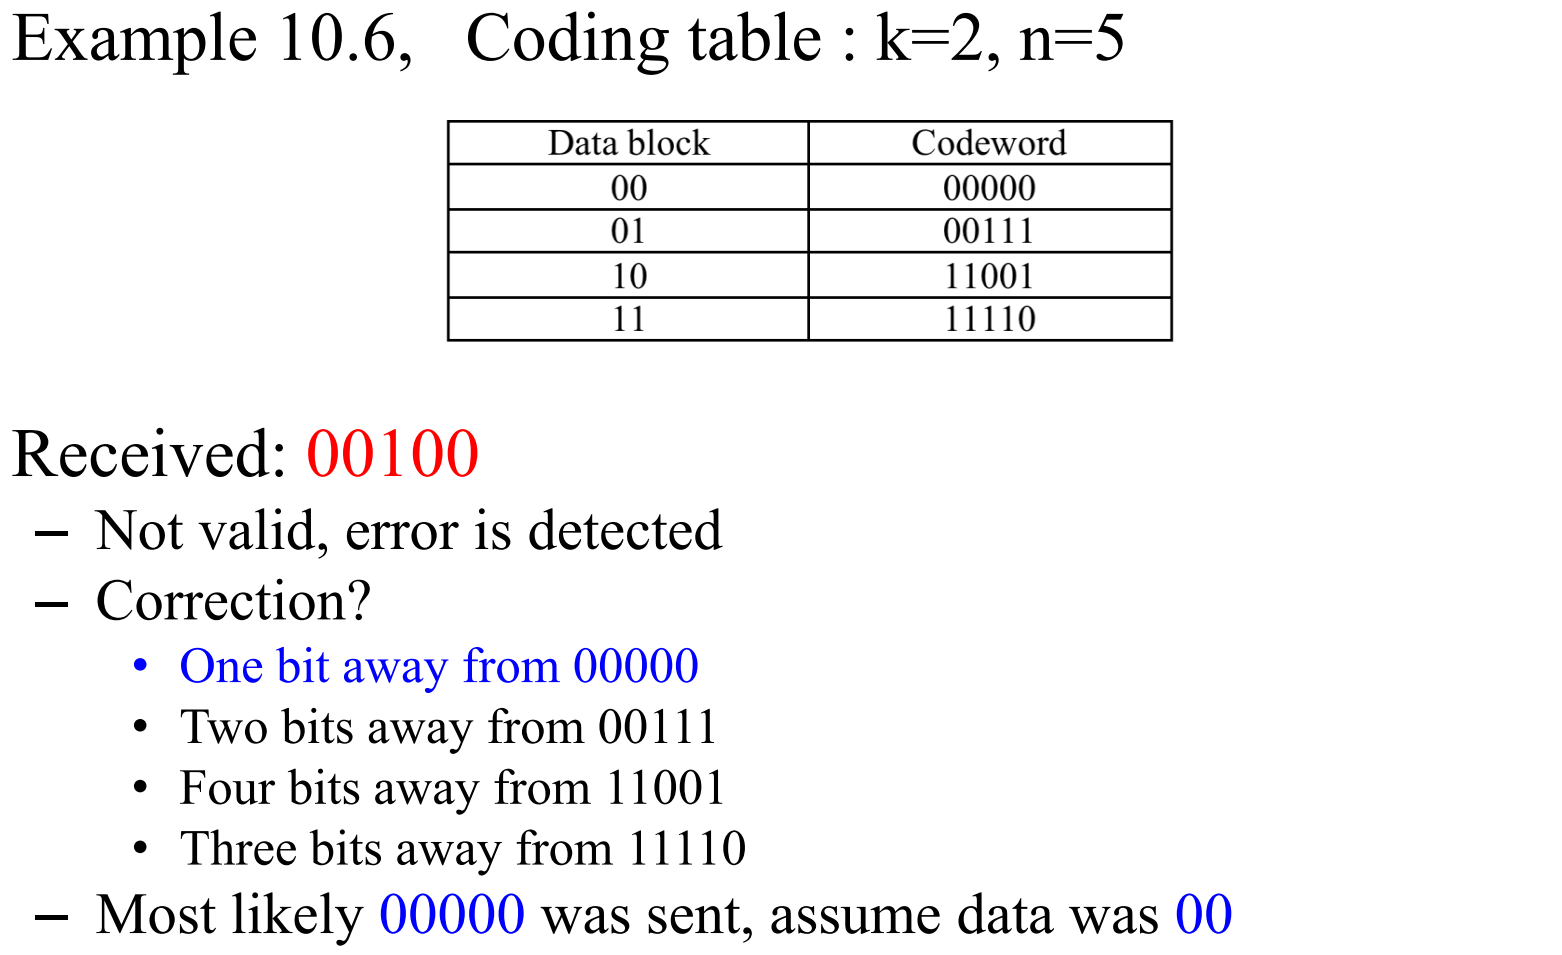 Example 10.6, Coding table : k=2, n=5
Data block Codeword
00 00000
01 00111
10 11001
11 11110
Received: 00100
– Not valid, error is detected
– Correction?
• One bit away from 00000
• Two bits away from 00111
• Four bits away from 11001
• Three bits away from 11110
– Most likely 00000 was sent, assume data was 00